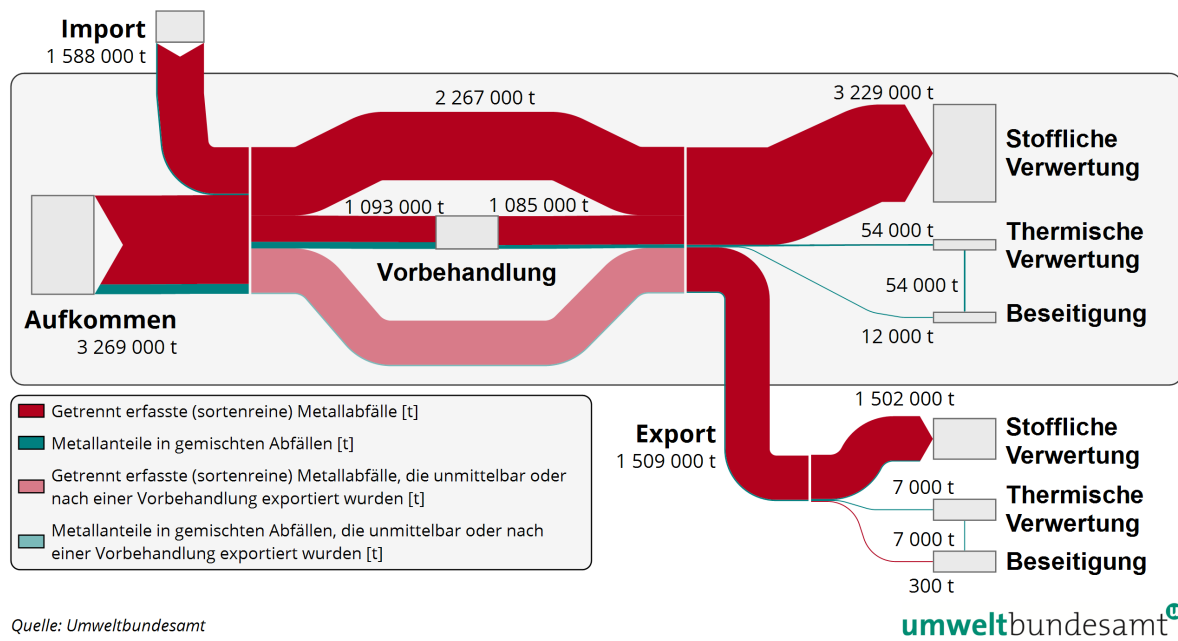 Import
1 588 000 t
2 267 000 t
3 229 000 t
Stoffliche
Verwertung
1 093 000 t
1 085 000 t
Vorbehandlung
54 000 t
Thermische
Verwertung
54 000 t
Beseitigung
12 000 t
Aufkommen
3 269 000 t
Getrennt erfasste (sortenreine) Metallabfälle [t]
Metallanteile in gemischten Abfällen [t]
Getrennt erfasste (sortenreine) Metallabfälle, die unmittelbar oder
nach einer Vorbehandlung exportiert wurden [t]
Metallanteile in gemischten Abfällen, die unmittelbar oder nach
einer Vorbehandlung exportiert wurden [t]
Export
1 509 000 t
1 502 000 t
Stoffliche
Verwertung
7 000 t
Thermische
Verwertung
7 000 t
Beseitigung
300 t
Quelle: Umweltbundesamt
umweltbundesamt u